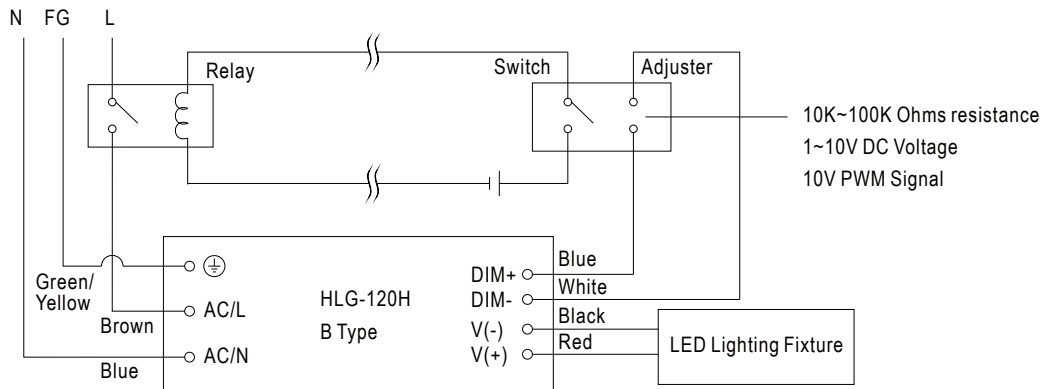 N FG L
Relay
Switch
Adjuster
10K~100K Ohms resistance
1~10V DC Voltage
10V PWM Signal
Green/
Yellow
Brown
Blue
AC/L
AC/N
HLG-120H
B Type
DIM+
DIM-
V(-)
V(+)
Blue
White
Black
Red
LED Lighting Fixture